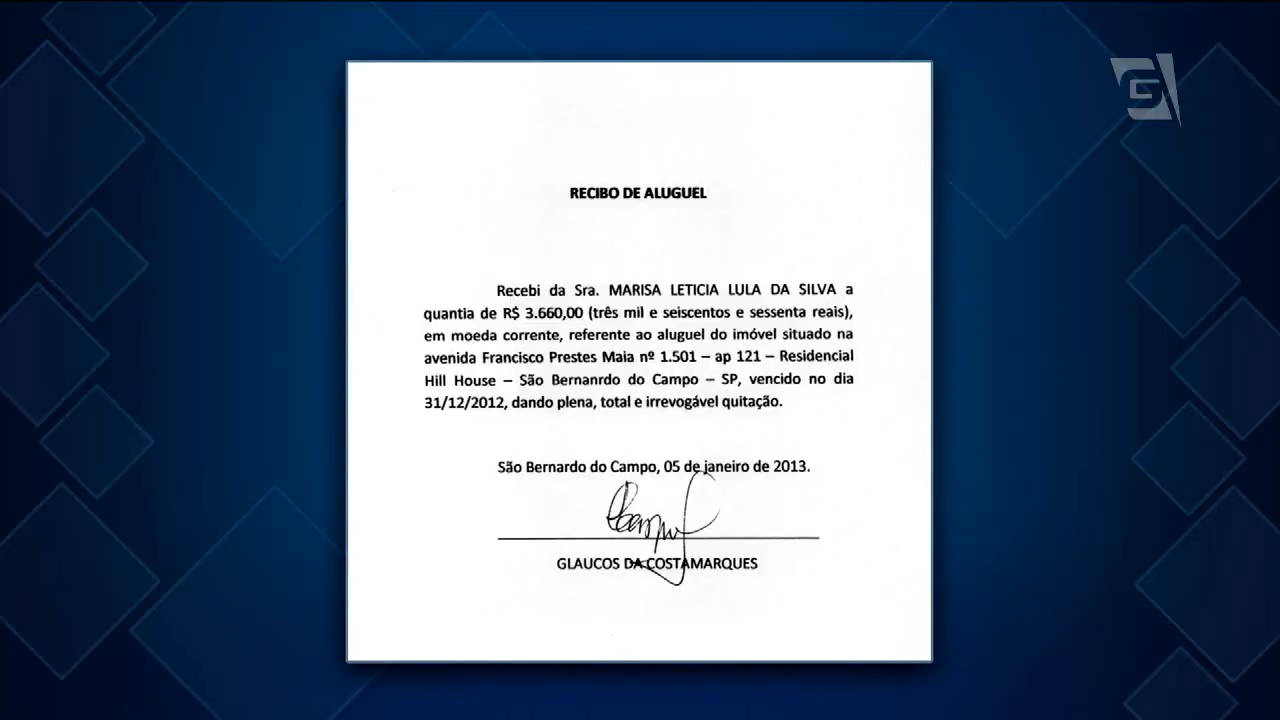 RECIBO DE ALUGUEL
Recebi da Sra. MARISA LETICIA LULA DA SILVA a
quantia de R$ 3.660,00 (três mil e seiscentos e sessenta reais),
em moeda corrente, referente ao aluguel do imóvel situado na
avenida Francisco Prestes Maia nº 1.501 – ap 121 – Residencial
Hill House – São Bernanrdo do Campo – SP, vencido no dia
31/12/2012, dando plena, total e irrevogável quitação.
São Bernardo do Campo, 05 de janeiro de 2013.
GLAUCOS DA COSTAMARQUES